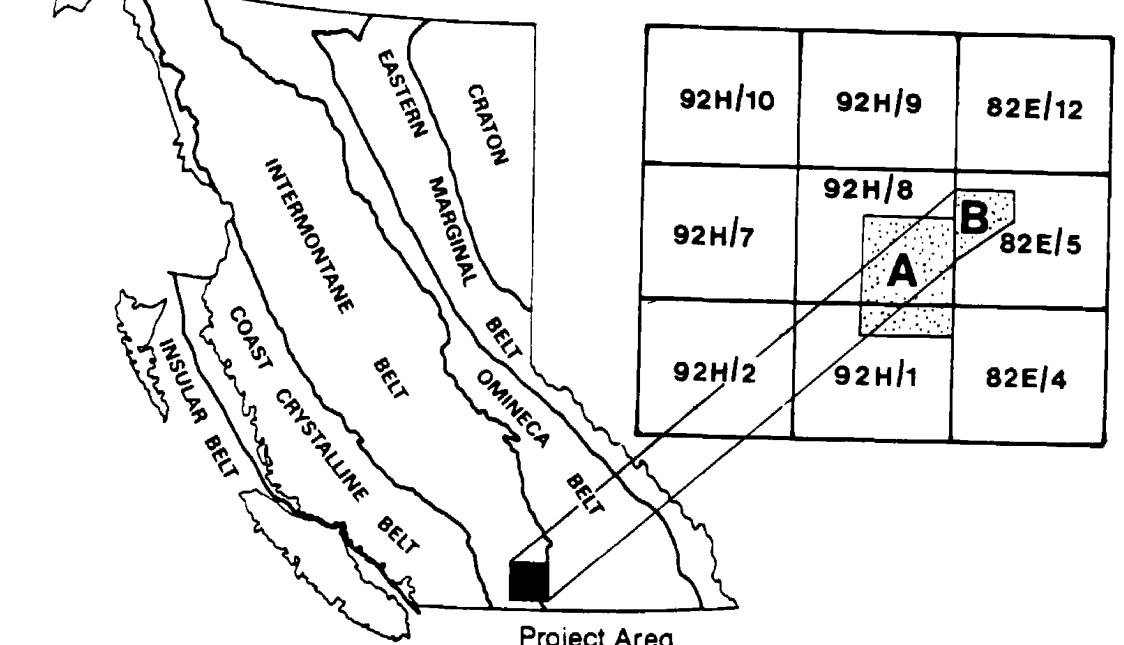 EASTERN MARGINAL BELT
CRATON
INTERMONTANE BELT
OMINECA BELT
COAST CRYSTALLINE BELT
INSULAR BELT
92H/10 92H/9 82E/12
92H/7 92H/8 82E/5
92H/2 92H/1 82E/4
A
B
Project Area